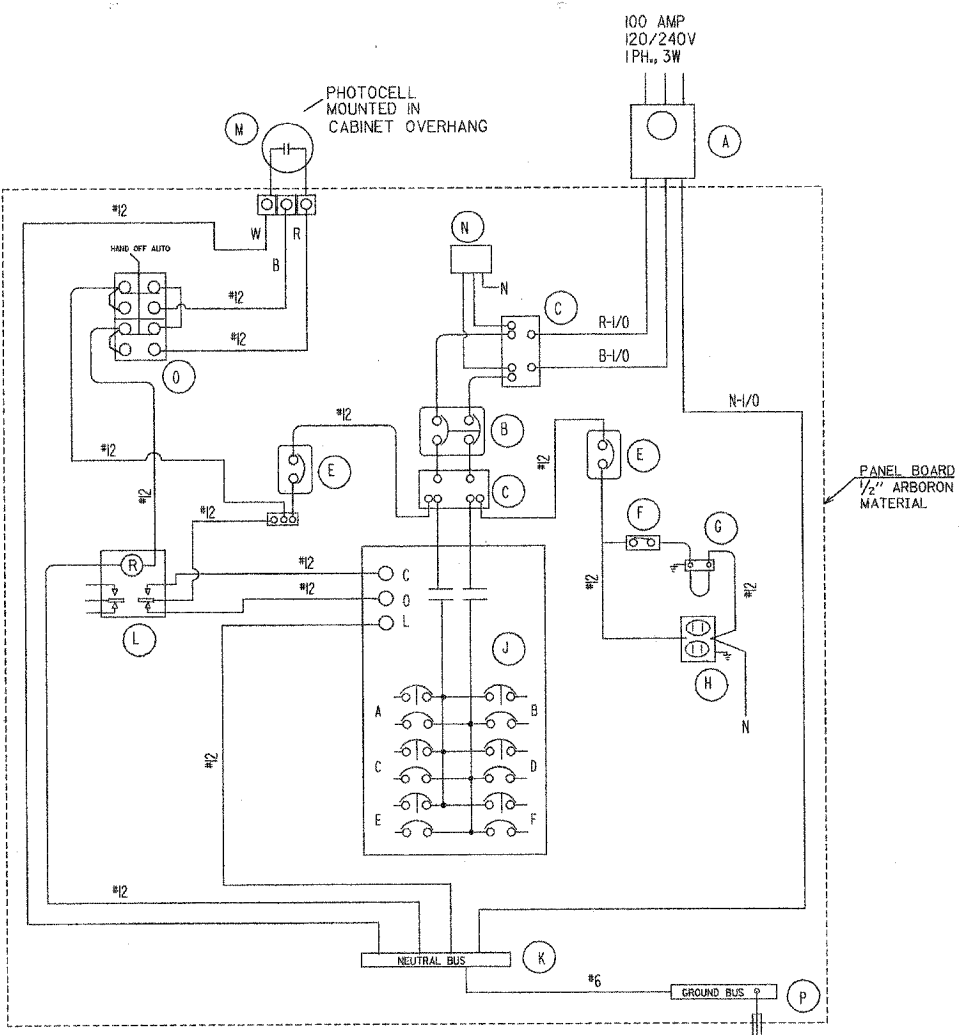 100 AMP
120/240V
1PH., 3W
PHOTOCELL
MOUNTED IN
CABINET OVERHANG
M
A
#12
W
R
B
N
HAND OFF AUTO
N
C
#12
R-1/0
#12
B-1/0
O
N-1/0
#12
B
E
#12
E
PANEL BOARD
1/2" ARBORON
MATERIAL
C
F
#12
G
#12
R
#12
C
#12
#12
#12
O
L
L
J
H
A
B
N
#12
C
D
E
F
#12
NEUTRAL BUS
K
#6
GROUND BUS
P